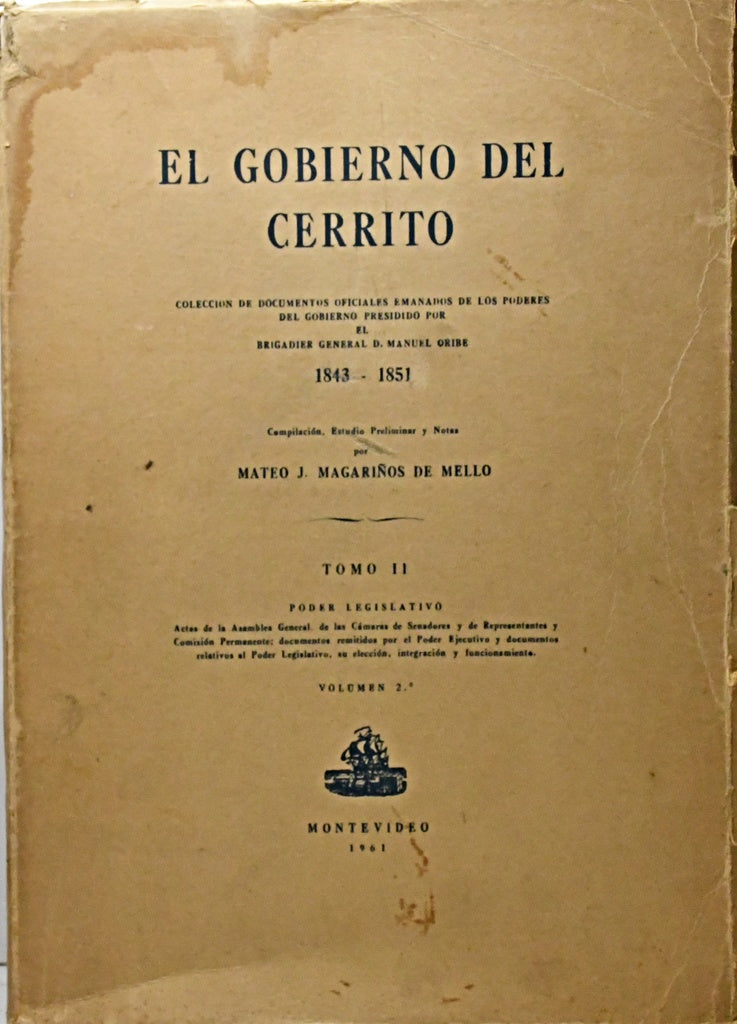 EL GOBIERNO DEL
CERRITO
COLECCION DE DOCUMENTOS OFICIALES EMANADOS DE LOS PODERES
DEL GOBIERNO PRESIDIDO POR
EL
BRIGADIER GENERAL D. MANUEL ORIBE
1843 - 1851
Compilación, Estudio Preliminar y Notas
por
MATEO J. MAGARIÑOS DE MELLO
TOMO II
PODER LEGISLATIVO
Actas de la Asamblea General, de las Cámaras de Senadores y de Representantes y
Comisión Permanente; documentos remitidos por el Poder Ejecutivo y documentos
relativos al Poder Legislativo, su elección, integración y funcionamiento.
VOLUMEN 2.º
MONTEVIDEO
1961